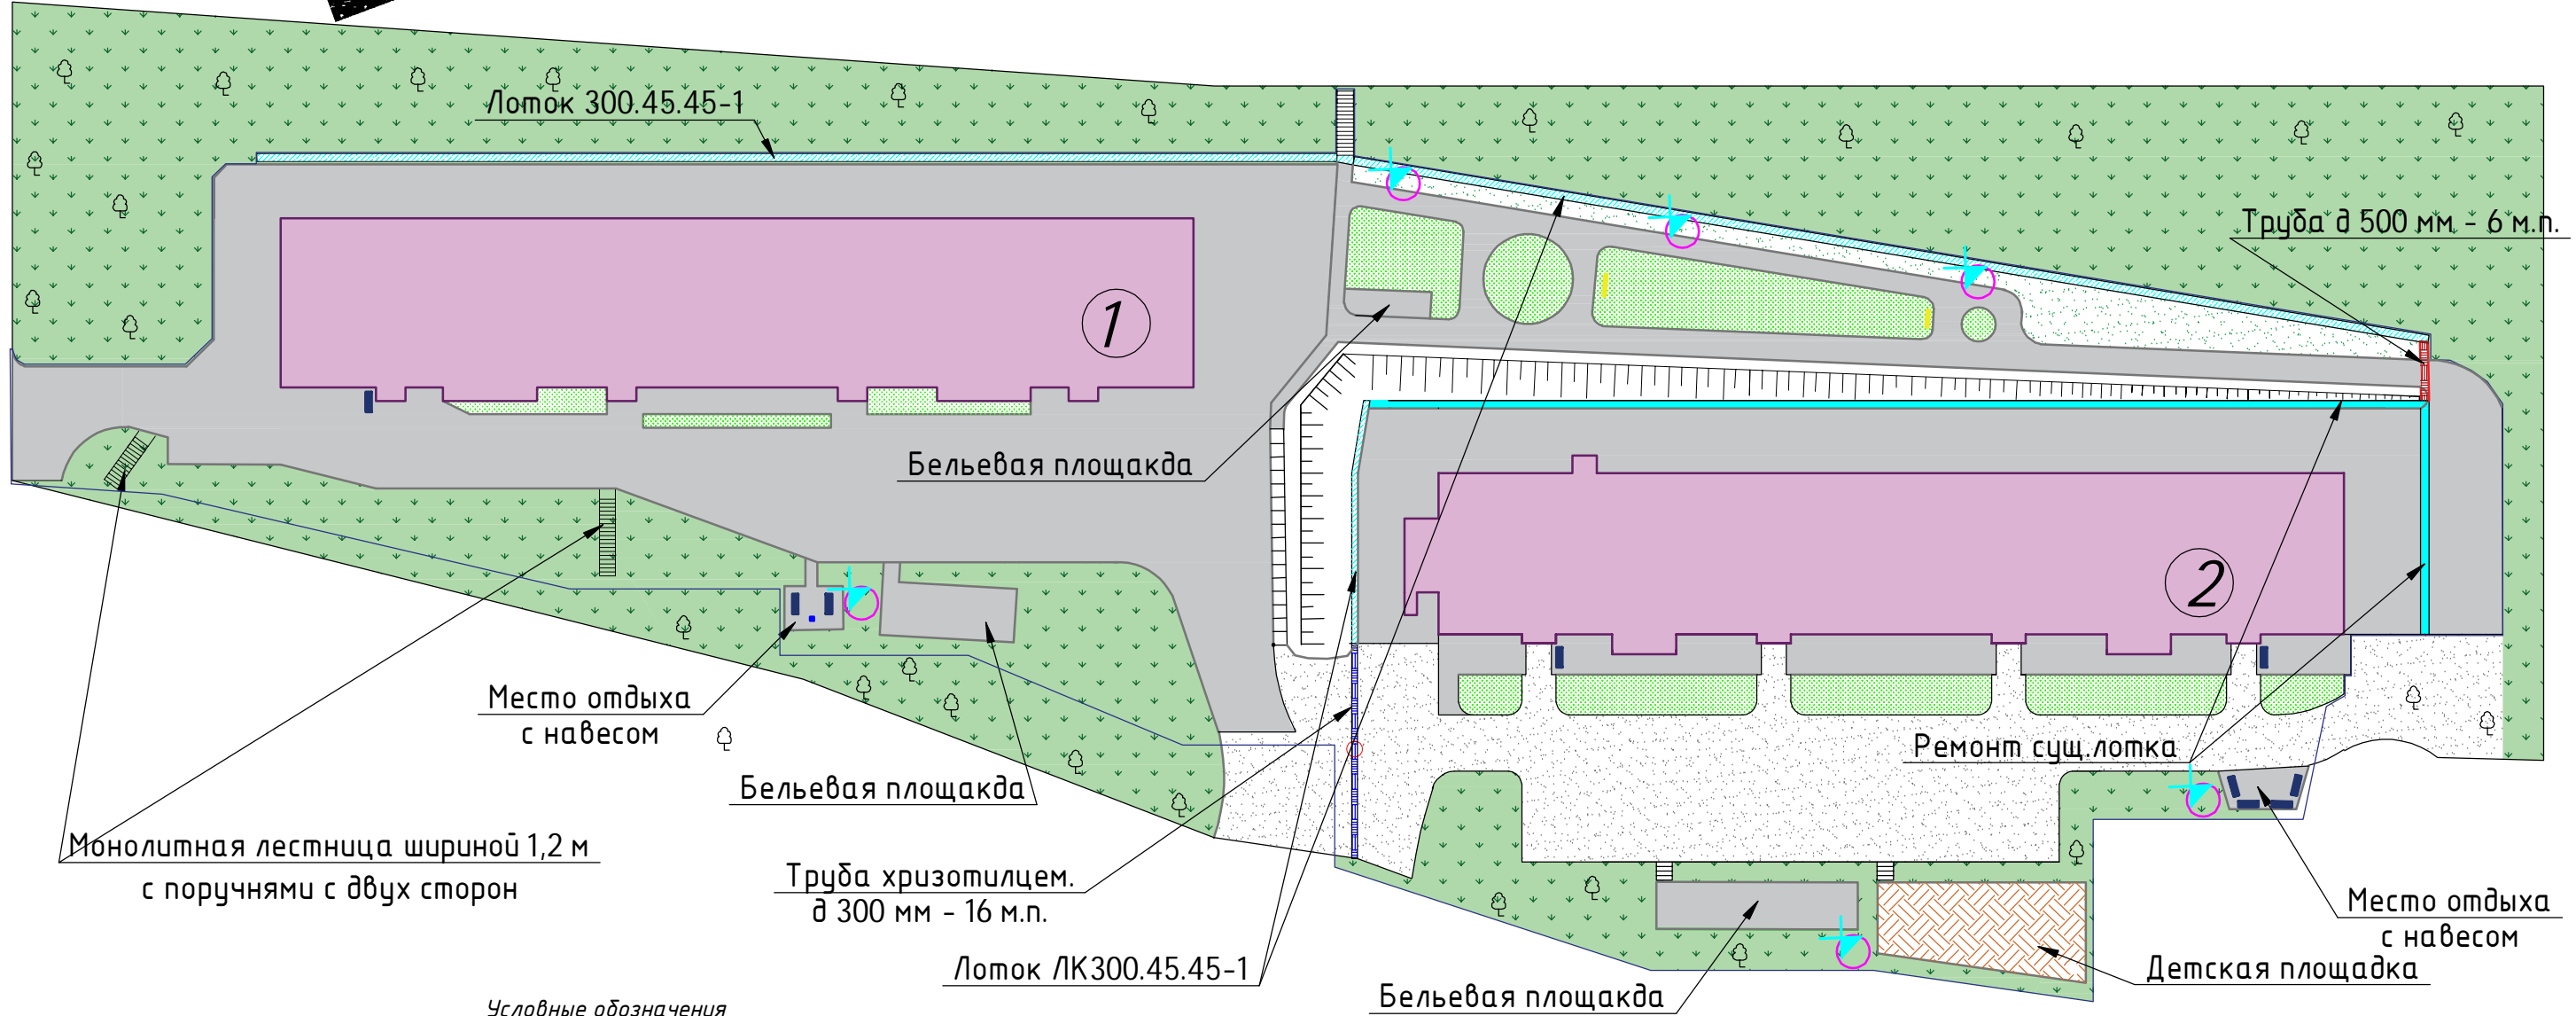 Лоток 300.45.45-1
Труба д 500 мм - 6 м.п.
1
Бельевая площакда
2
Место отдыха
с навесом
Ремонт сущ.лотка
Бельевая площакда
Монолитная лестница шириной 1,2 м
с поручнями с двух сторон
Труба хризотилцем.
д 300 мм - 16 м.п.
Место отдыха
с навесом
Лоток ЛК300.45.45-1
Детская площадка
Бельевая площакда
Условные обозначения